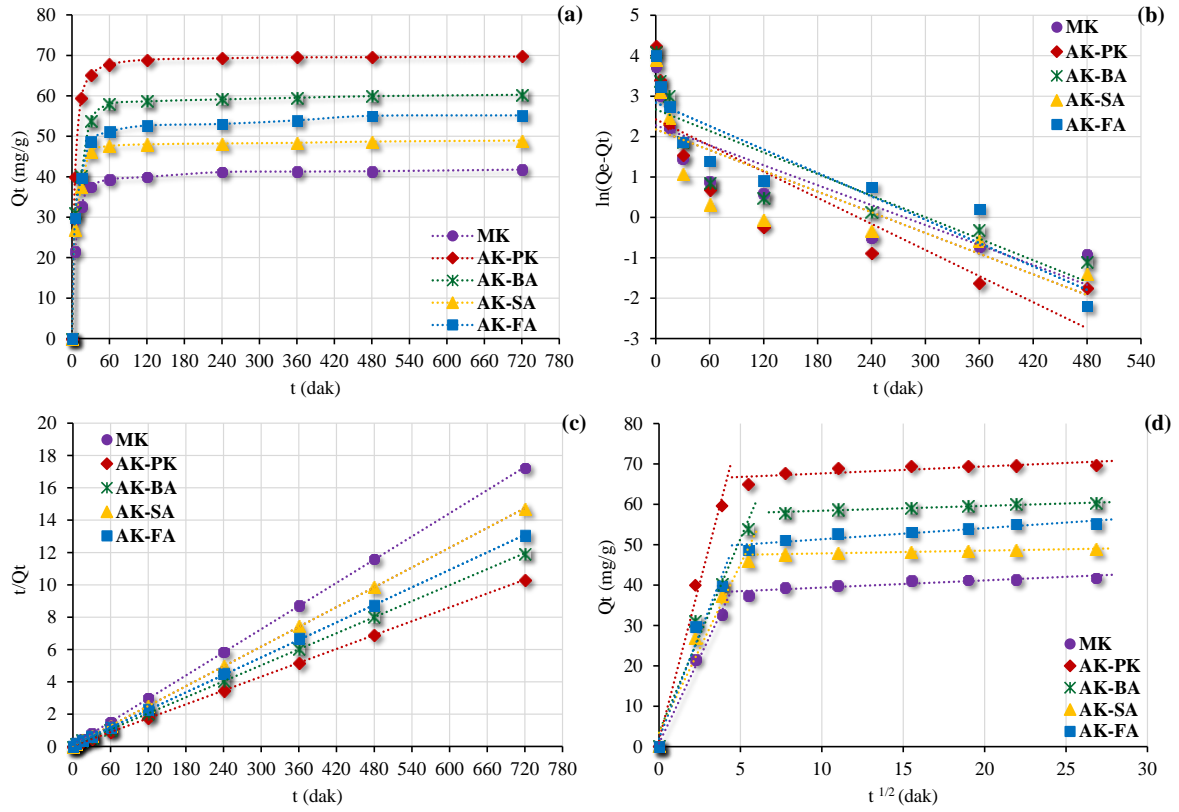 (a)
80
70
60
50
40
30
20
10
0
Qt (mg/g)
MK
AK-PK
AK-BA
AK-SA
AK-FA
0 60 120 180 240 300 360 420 480 540 600 660 720 780
t (dak)
(b)
5
4
3
2
1
0
-1
-2
-3
ln(Qe-Qt)
MK
AK-PK
AK-BA
AK-SA
AK-FA
0 60 120 180 240 300 360 420 480 540
t (dak)
(c)
20
18
16
14
12
10
8
6
4
2
0
t/Qt
MK
AK-PK
AK-BA
AK-SA
AK-FA
0 60 120 180 240 300 360 420 480 540 600 660 720 780
t (dak)
(d)
80
70
60
50
40
30
20
10
0
Qt (mg/g)
MK
AK-PK
AK-BA
AK-SA
AK-FA
0 5 10 15 20 25 30
t 1/2 (dak)